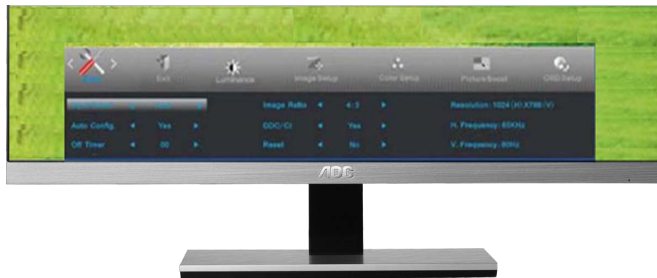 Exit Luminance Image Setup Color Setup Picture Boost OSD Setup
Image Ratio 4:3 Resolution: 1024 (H) X768 (V)
Auto Config. Yes DDC/CI Yes H. Frequency: 60KHz
Off Timer 00 Reset No V. Frequency: 60Hz
AOC